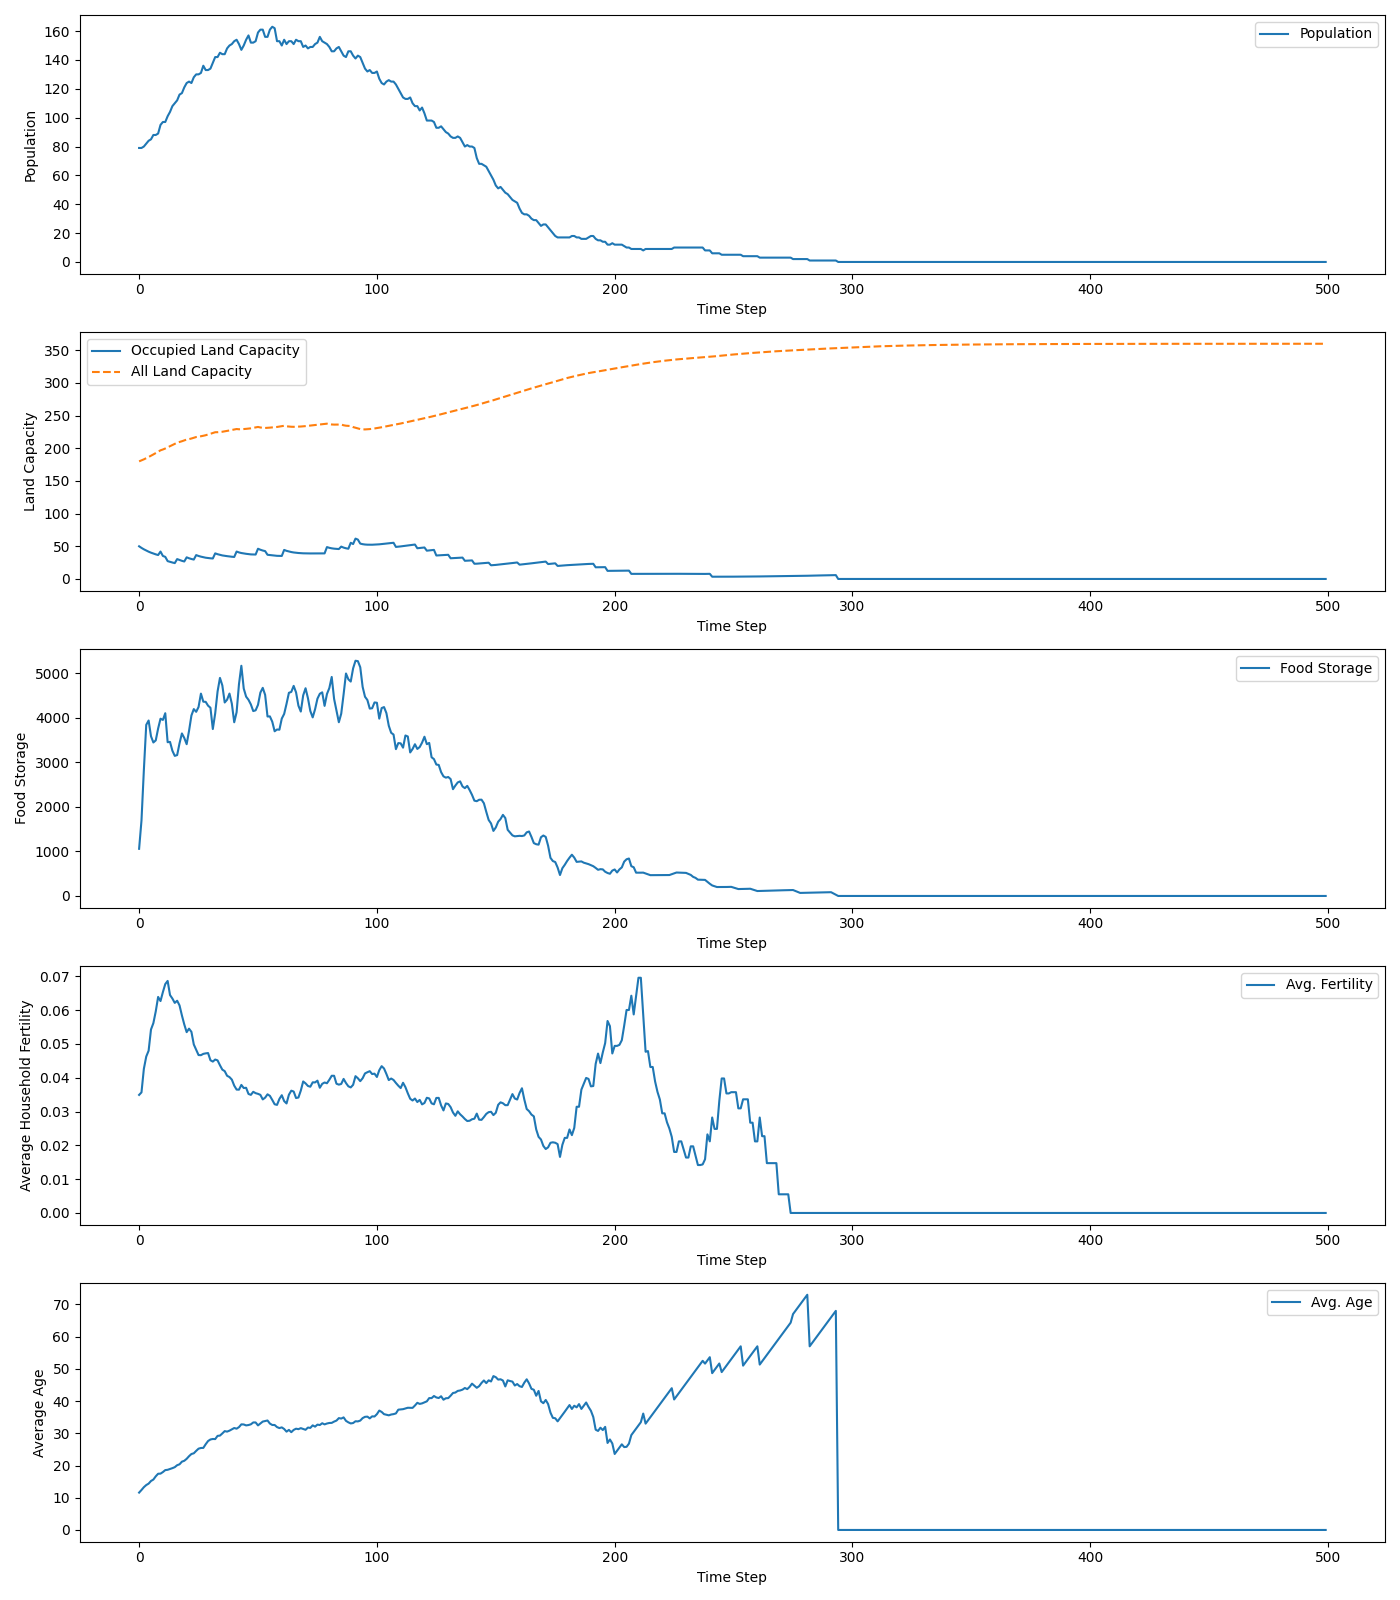 Population
160
140
120
100
80
60
40
20
0
Population
0 100 200 300 400 500
Time Step
Occupied Land Capacity
All Land Capacity
350
300
250
200
150
100
50
0
Land Capacity
0 100 200 300 400 500
Time Step
Food Storage
5000
4000
3000
2000
1000
0
Food Storage
0 100 200 300 400 500
Time Step
Avg. Fertility
0.07
0.06
0.05
0.04
0.03
0.02
0.01
0.00
Average Household Fertility
0 100 200 300 400 500
Time Step
Avg. Age
70
60
50
40
30
20
10
0
Average Age
0 100 200 300 400 500
Time Step